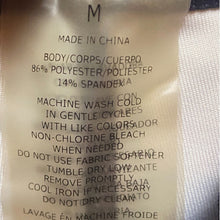 M
MADE IN CHINA
BODY/CORPS/CUERPO
86% POLYESTER/POLIÉSTER
14% SPANDEX
MACHINE WASH COLD
IN GENTLE CYCLE
WITH LIKE COLORS
NON-CHLORINE BLEACH
WHEN NEEDED
DO NOT USE FABRIC SOFTENER
TUMBLE DRY LOW
REMOVE PROMPTLY
COOL IRON IF NECESSARY
DO NOT DRY CLEAN
LAVAGE EN MACHINE FROIDE